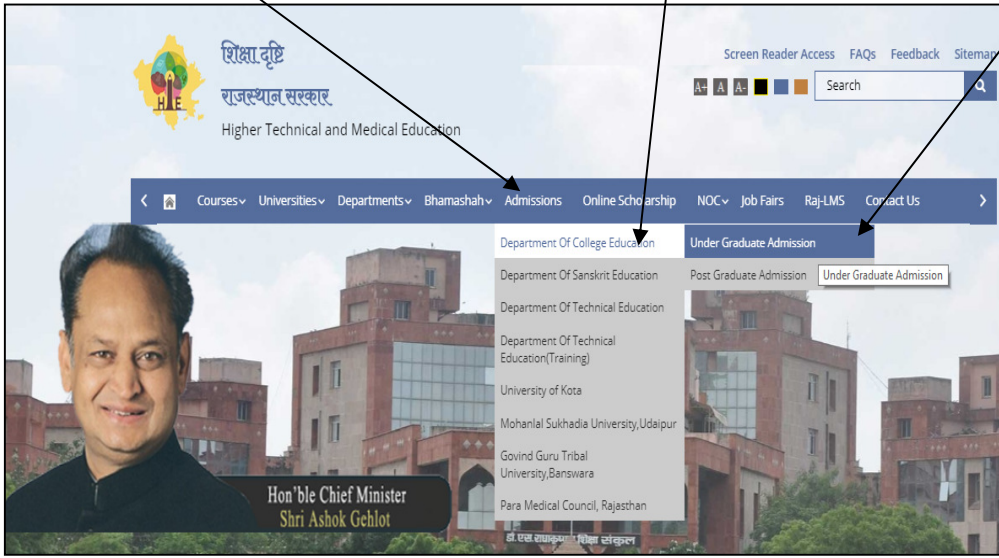 शिक्षा दृष्टि
राजस्थान सरकार
Higher Technical and Medical Education
HTE
Screen Reader Access FAQs Feedback Sitemap
A+ A A- Search
Courses Universities Departments Bhamashah Admissions Online Scholarship NOC Job Fairs Raj-LMS Contact Us
Department Of College Education
Department Of Sanskrit Education
Department Of Technical Education
Department Of Technical
Education(Training)
University of Kota
Mohanlal Sukhadia University,Udaipur
Govind Guru Tribal
University,Banswara
Para Medical Council, Rajasthan
Under Graduate Admission
Post Graduate Admission
Under Graduate Admission
Hon'ble Chief Minister
Shri Ashok Gehlot
डॉ.एस.राधाकृष्णन शिक्षा संकुल